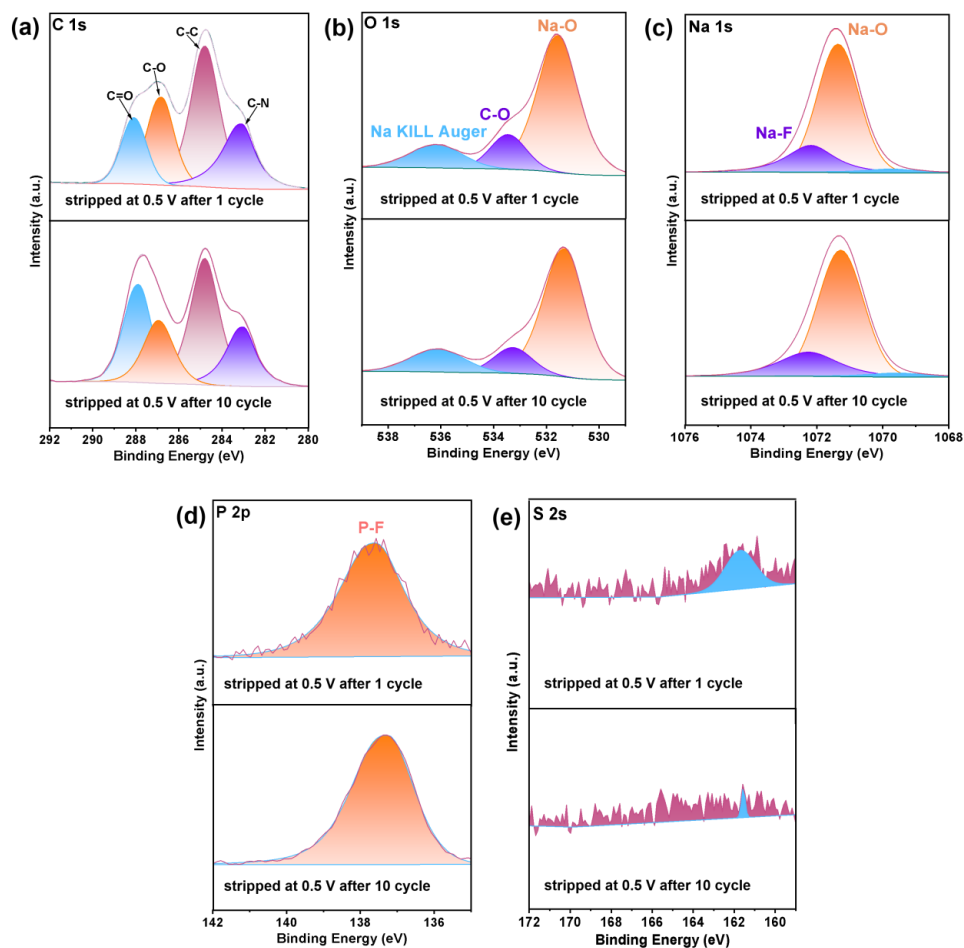 (a) C 1s
C-C
C-O
C=O
C-N
stripped at 0.5 V after 1 cycle
stripped at 0.5 V after 10 cycle
Intensity (a.u.)
292 290 288 286 284 282 280
Binding Energy (eV)
(b) O 1s
Na-O
C-O
Na KILL Auger
stripped at 0.5 V after 1 cycle
stripped at 0.5 V after 10 cycle
Intensity (a.u.)
538 536 534 532 530
Binding Energy (eV)
(c) Na 1s
Na-O
Na-F
stripped at 0.5 V after 1 cycle
stripped at 0.5 V after 10 cycle
Intensity (a.u.)
1076 1074 1072 1070 1068
Binding Energy (eV)
(d) P 2p
P-F
stripped at 0.5 V after 1 cycle
stripped at 0.5 V after 10 cycle
Intensity (a.u.)
142 140 138 136
Binding Energy (eV)
(e) S 2s
stripped at 0.5 V after 1 cycle
stripped at 0.5 V after 10 cycle
Intensity (a.u.)
172 170 168 166 164 162 160
Binding Energy (eV)